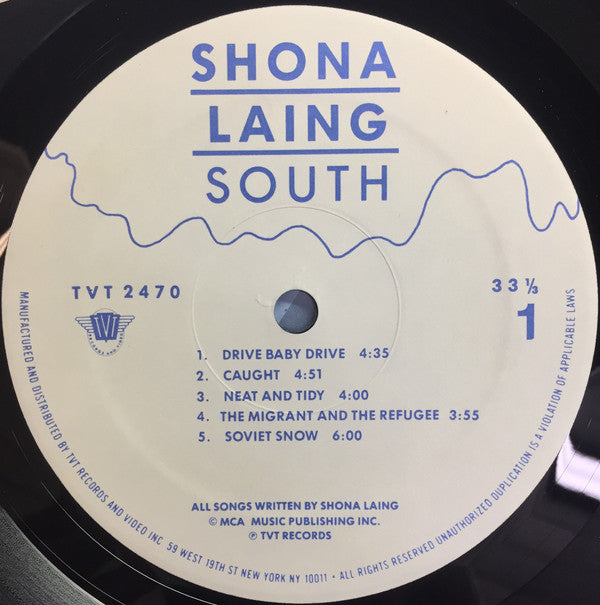 SHONA
LAING
SOUTH
TVT 2470
33 ⅓
TVT
1
1. DRIVE BABY DRIVE 4:35
2. CAUGHT 4:51
3. NEAT AND TIDY 4:00
4. THE MIGRANT AND THE REFUGEE 3:55
5. SOVIET SNOW 6:00
ALL SONGS WRITTEN BY SHONA LAING
© MCA MUSIC PUBLISHING INC.
℗ TVT RECORDS
MANUFACTURED AND DISTRIBUTED BY TVT RECORDS AND VIDEO INC 59 WEST 19TH ST NEW YORK NY 10011 • ALL RIGHTS RESERVED UNAUTHORIZED DUPLICATION IS A VIOLATION OF APPLICABLE LAWS